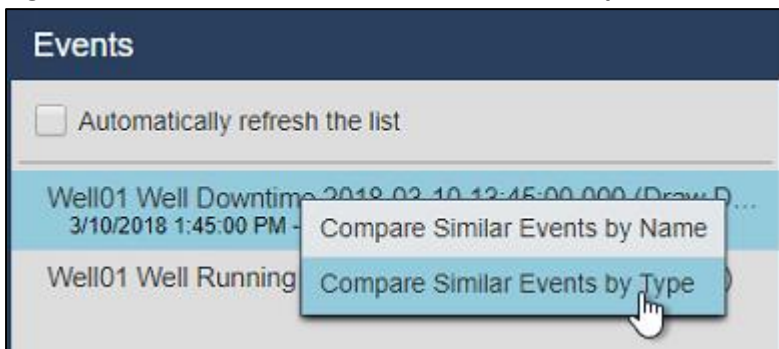 Events
Automatically refresh the list
Well01 Well Downtime 2018-03-10 13:45:00.000 (Draw D...
3/10/2018 1:45:00 PM -
Compare Similar Events by Name
Well01 Well Running
Compare Similar Events by Type